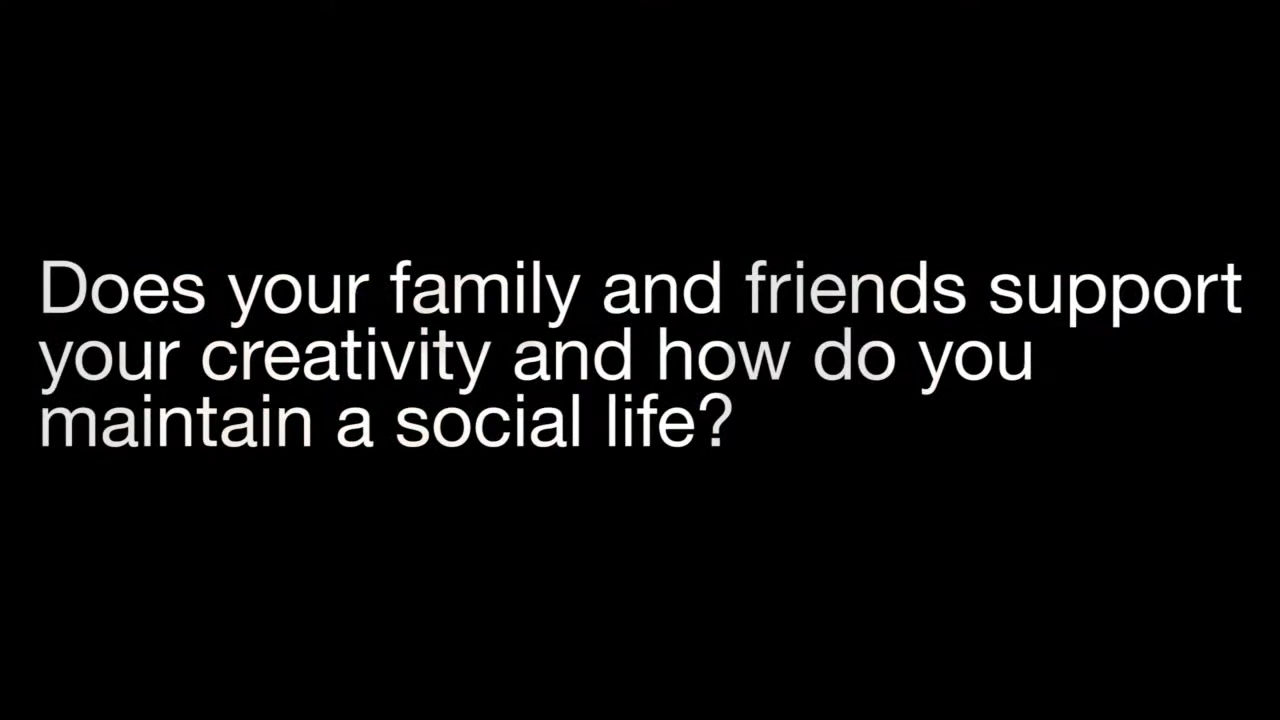 Does your family and friends support
your creativity and how do you
maintain a social life?